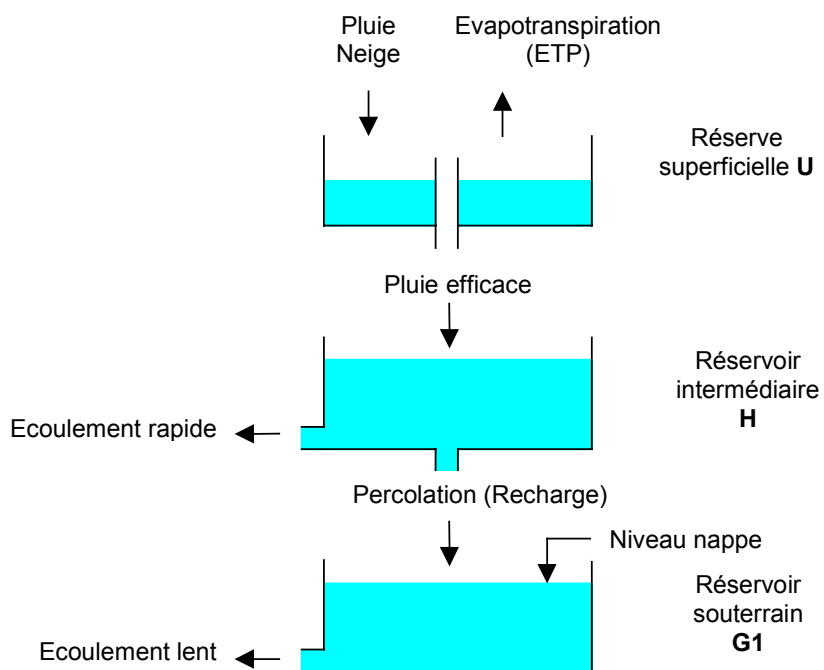 Pluie
Neige
Evapotranspiration
(ETP)
Réserve
superficielle U
Pluie efficace
Réservoir
intermédiaire
H
Ecoulement rapide
Percolation (Recharge)
Niveau nappe
Réservoir
souterrain
G1
Ecoulement lent